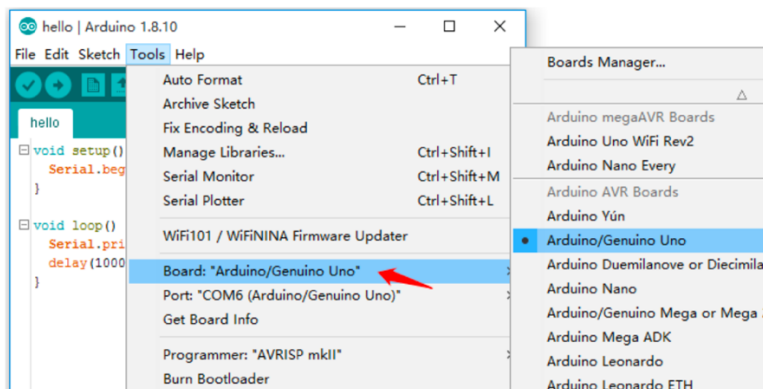 hello | Arduino 1.8.10
File Edit Sketch Tools Help
hello
void setup()
Serial.beg
}
void loop()
Serial.pri
delay(1000
}
Auto Format Ctrl+T
Archive Sketch
Fix Encoding & Reload
Manage Libraries... Ctrl+Shift+I
Serial Monitor Ctrl+Shift+M
Serial Plotter Ctrl+Shift+L
WiFi101 / WiFiNINA Firmware Updater
Board: "Arduino/Genuino Uno"
Port: "COM6 (Arduino/Genuino Uno)"
Get Board Info
Programmer: "AVRISP mkII"
Burn Bootloader
Boards Manager...
Arduino megaAVR Boards
Arduino Uno WiFi Rev2
Arduino Nano Every
Arduino AVR Boards
Arduino Yún
Arduino/Genuino Uno
Arduino Duemilanove or Diecimila
Arduino Nano
Arduino/Genuino Mega or Mega
Arduino Mega ADK
Arduino Leonardo
Arduino Leonardo ETH